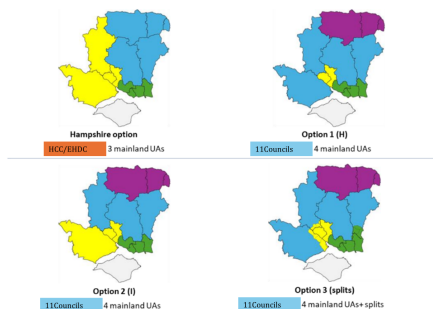 Hampshire option
HCC/EHDC 3 mainland UAs
Option 1 (H)
11Councils 4 mainland UAs
Option 2 (I)
11Councils 4 mainland UAs
Option 3 (splits)
11Councils 4 mainland UAs+ splits